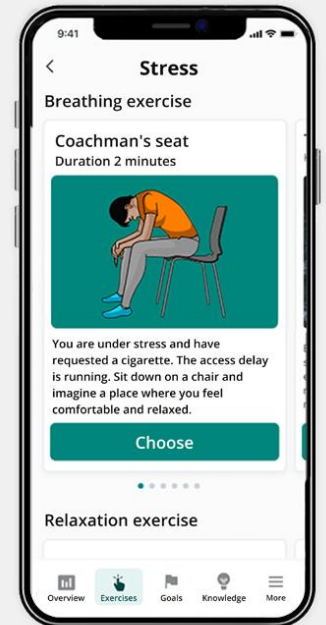 9:41
Stress
Breathing exercise
Coachman's seat
Duration 2 minutes
You are under stress and have
requested a cigarette. The access delay
is running. Sit down on a chair and
imagine a place where you feel
comfortable and relaxed.
Choose
Relaxation exercise
Overview
Exercises
Goals
Knowledge
More